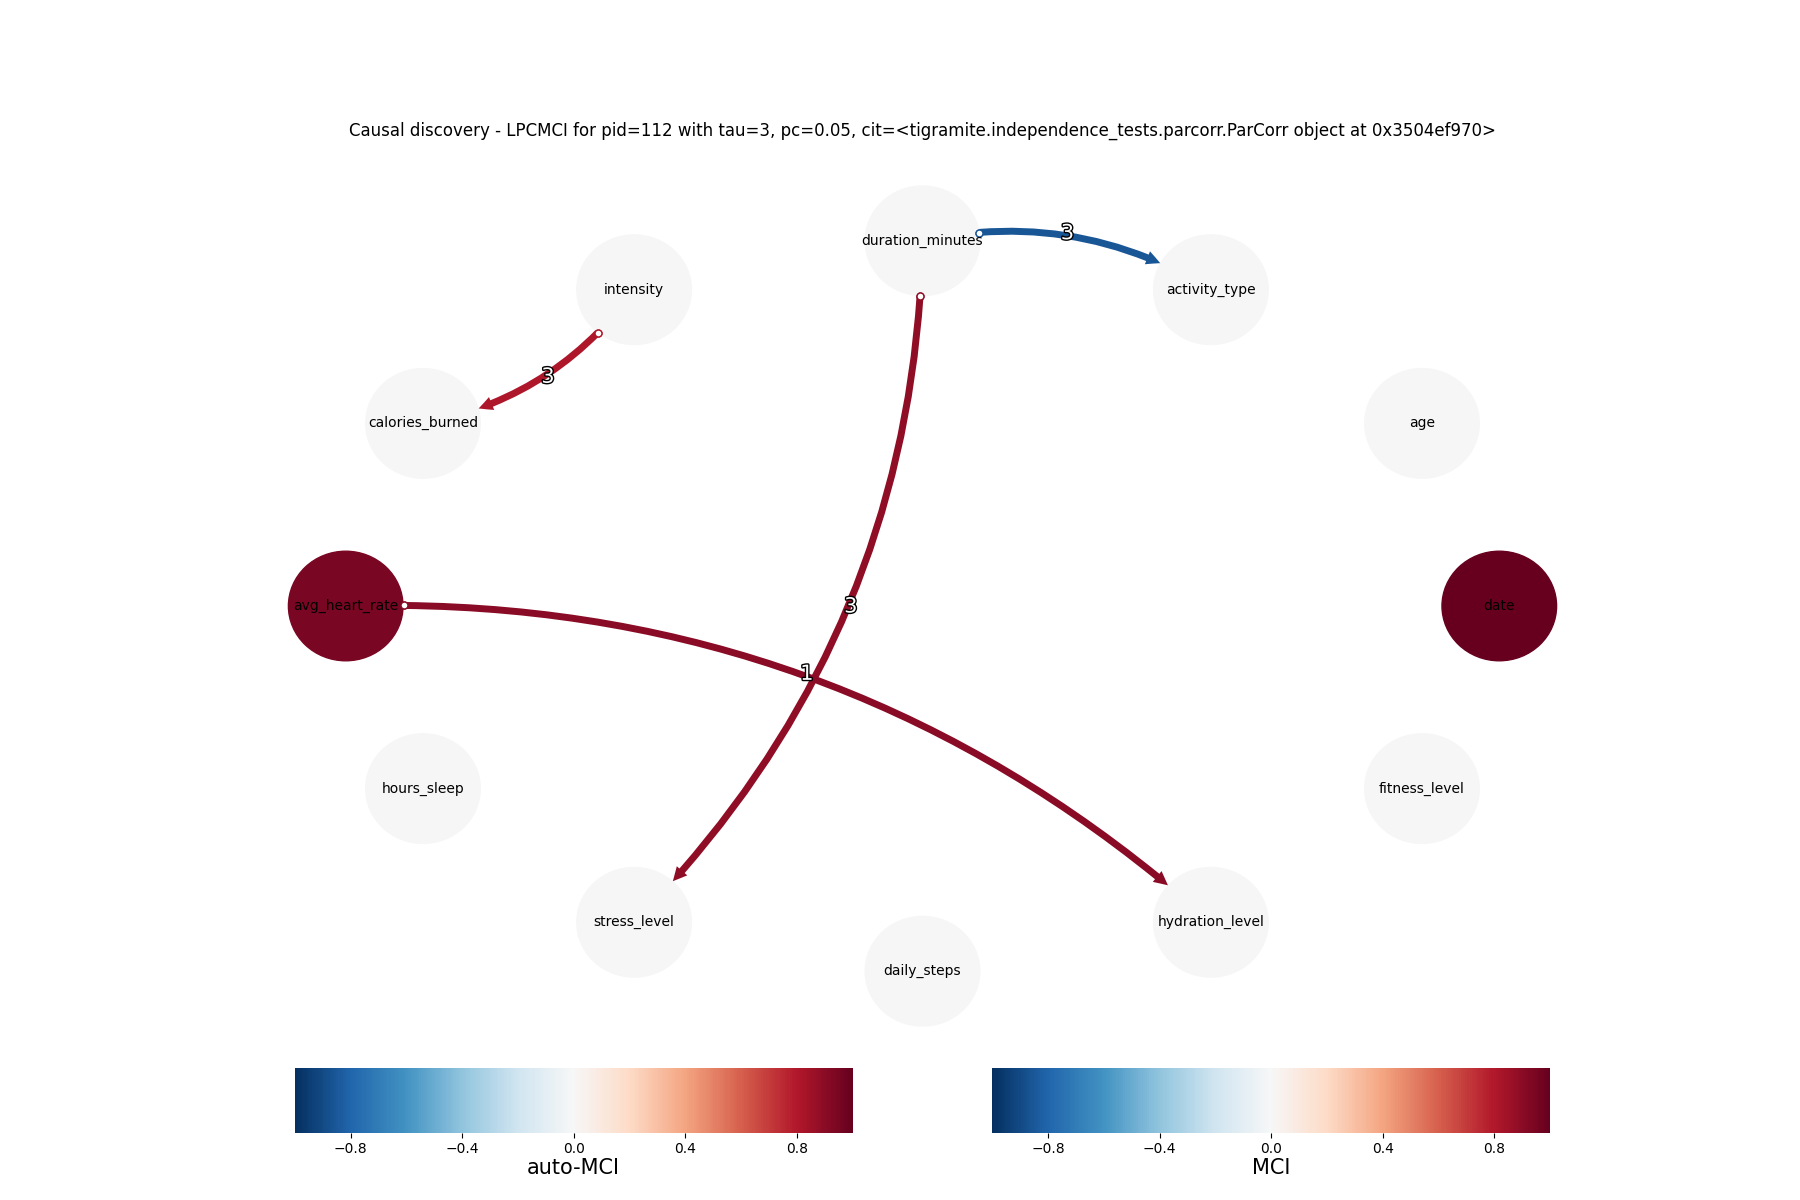 Causal discovery - LPCMCI for pid=112 with tau=3, pc=0.05, cit=<tigramite.independence_tests.parcorr.ParCorr object at 0x3504ef970>
duration_minutes
3
intensity
activity_type
3
calories_burned
age
avg_heart_rate
3
date
1
hours_sleep
fitness_level
stress_level
hydration_level
daily_steps
−0.8 −0.4 0.0 0.4 0.8
auto-MCI
−0.8 −0.4 0.0 0.4 0.8
MCI